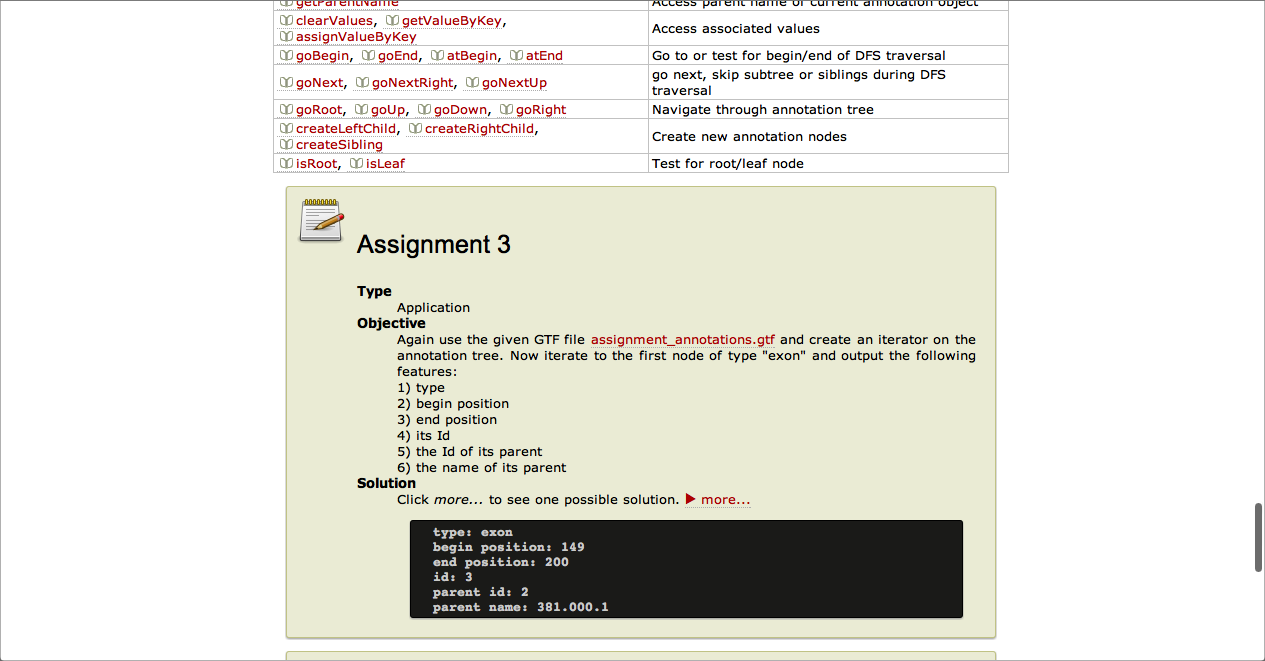 getParentName
Access parent name of current annotation object
clearValues, getValueByKey,
assignValueByKey
Access associated values
goBegin, goEnd, atBegin, atEnd
Go to or test for begin/end of DFS traversal
goNext, goNextRight, goNextUp
go next, skip subtree or siblings during DFS
traversal
goRoot, goUp, goDown, goRight
Navigate through annotation tree
createLeftChild, createRightChild,
createSibling
Create new annotation nodes
isRoot, isLeaf
Test for root/leaf node
Assignment 3
Type
Application
Objective
Again use the given GTF file assignment_annotations.gtf and create an iterator on the
annotation tree. Now iterate to the first node of type "exon" and output the following
features:
1) type
2) begin position
3) end position
4) its Id
5) the Id of its parent
6) the name of its parent
Solution
Click more... to see one possible solution. more...
type: exon
begin position: 149
end position: 200
id: 3
parent id: 2
parent name: 381.000.1